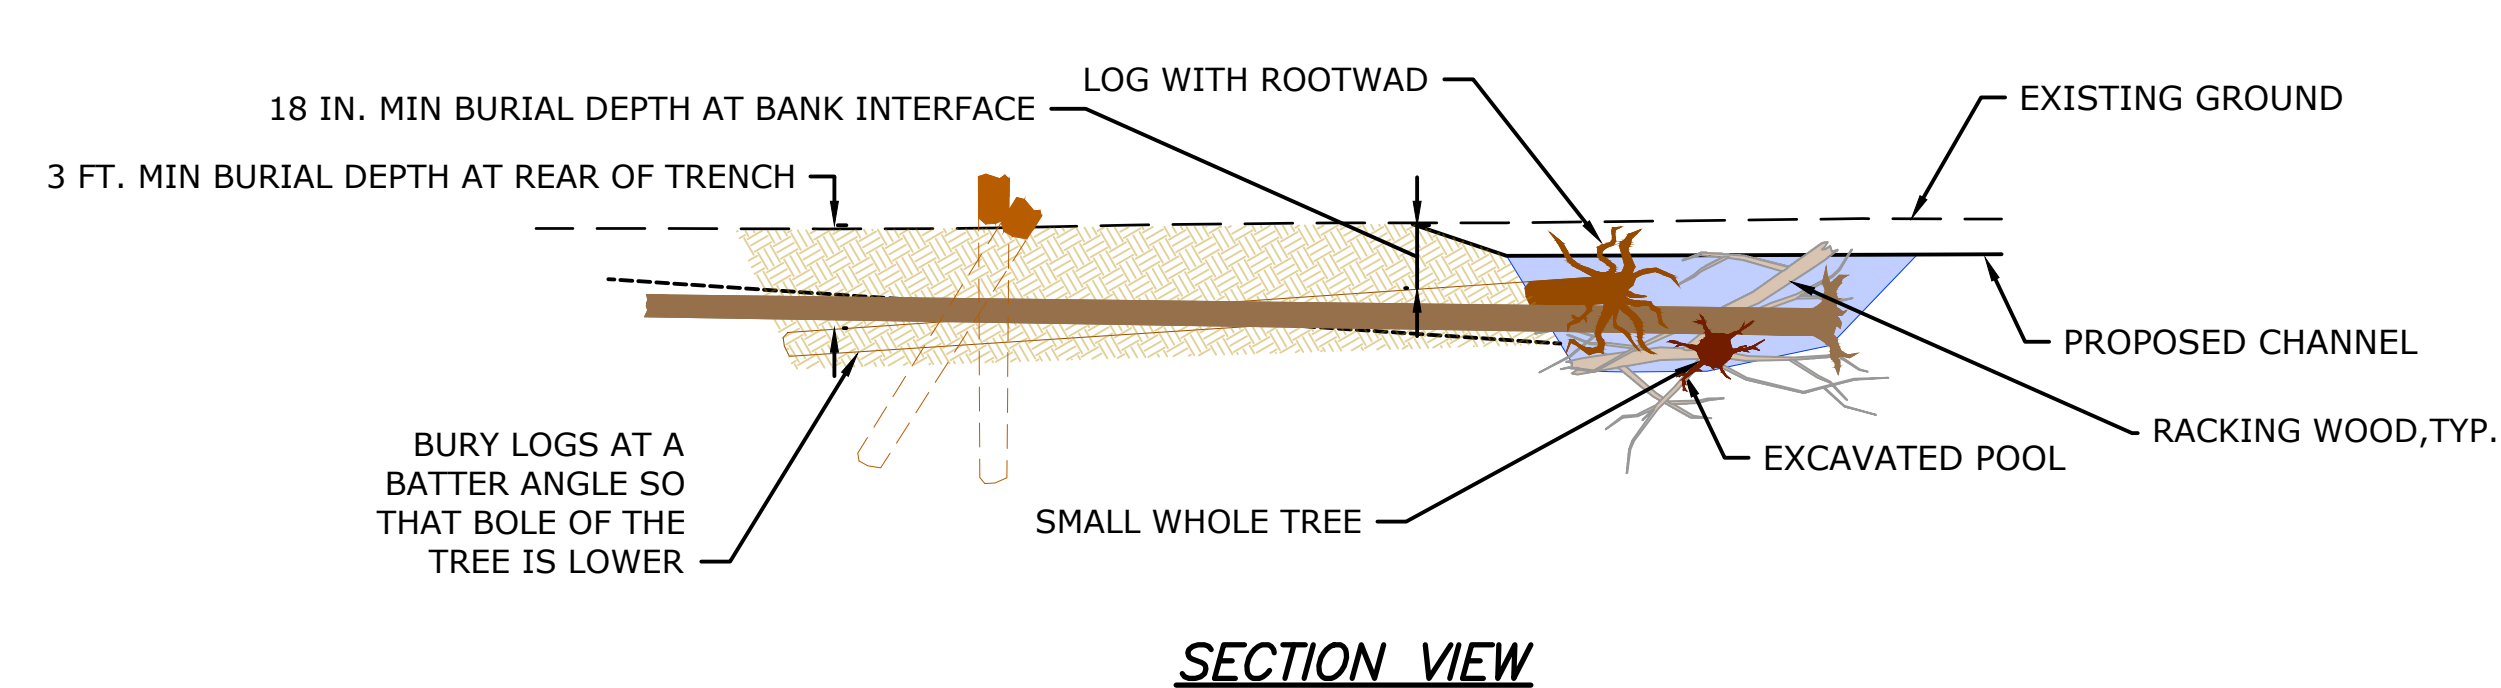 LOG WITH ROOTWAD
18 IN. MIN BURIAL DEPTH AT BANK INTERFACE
EXISTING GROUND
3 FT. MIN BURIAL DEPTH AT REAR OF TRENCH
PROPOSED CHANNEL
RACKING WOOD,TYP.
BURY LOGS AT A
BATTER ANGLE SO
THAT BOLE OF THE
TREE IS LOWER
EXCAVATED POOL
SMALL WHOLE TREE
SECTION VIEW